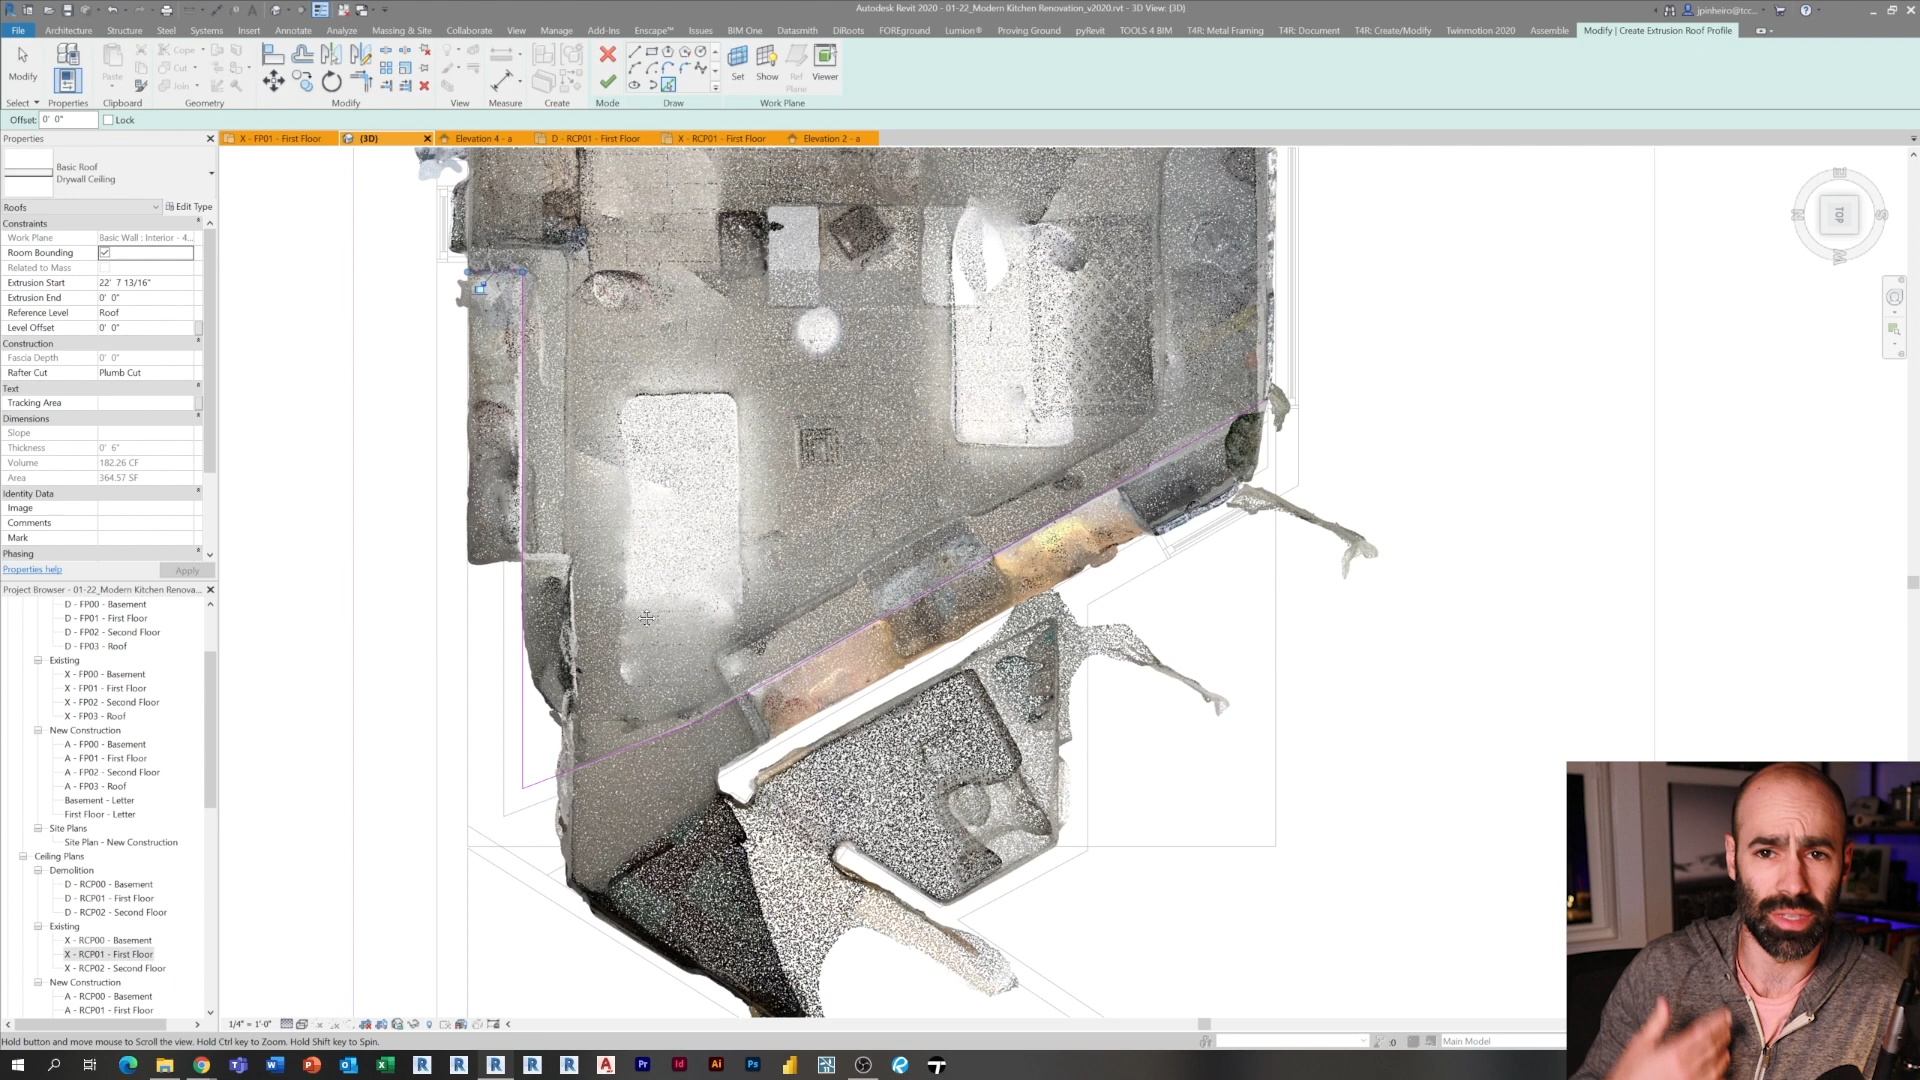 Autodesk Revit 2020 - 01-22_Modern Kitchen Renovation_v2020.rvt - 3D View: {3D}
jpinheiro@tcc...
File Architecture Structure Steel Systems Insert Annotate Analyze Massing & Site Collaborate View Manage Add-Ins Enscape™ Issues BIM One Datasmith DiRoots FOREground Lumion® Proving Ground pyRevit TOOLS 4 BIM T4R: Metal Framing T4R: Document T4R: Create/Modify Twinmotion 2020 Assemble Modify | Create Extrusion Roof Profile
Cope
Cut
Join
Modify Paste Set Show Ref Plane Viewer
Select Properties Clipboard Geometry Modify View Measure Create Mode Draw Work Plane
Offset: 0' 0" Lock
Properties
X - FP01 - First Floor {3D} Elevation 4 - a D - RCP01 - First Floor X - RCP01 - First Floor Elevation 2 - a
Basic Roof
Drywall Ceiling
Roofs Edit Type
Constraints
Work Plane Basic Wall : Interior - 4...
Room Bounding
Related to Mass
Extrusion Start 22' 7 13/16"
Extrusion End 0' 0"
Reference Level Roof
Level Offset 0' 0"
Construction
Fascia Depth 0' 0"
Rafter Cut Plumb Cut
Text
Tracking Area
Dimensions
Slope
Thickness 0' 6"
Volume 182.26 CF
Area 364.57 SF
Identity Data
Image
Comments
Mark
Phasing
Properties help Apply
Project Browser - 01-22_Modern Kitchen Renova...
D - FP00 - Basement
D - FP01 - First Floor
D - FP02 - Second Floor
D - FP03 - Roof
Existing
X - FP00 - Basement
X - FP01 - First Floor
X - FP02 - Second Floor
X - FP03 - Roof
New Construction
A - FP00 - Basement
A - FP01 - First Floor
A - FP02 - Second Floor
A - FP03 - Roof
Basement - Letter
First Floor - Letter
Site Plans
Site Plan - New Construction
Ceiling Plans
Demolition
D - RCP00 - Basement
D - RCP01 - First Floor
D - RCP02 - Second Floor
Existing
X - RCP00 - Basement
X - RCP01 - First Floor
X - RCP02 - Second Floor
New Construction
A - RCP00 - Basement
A - RCP01 - First Floor
TOP
1/4" = 1'-0"
Hold button and move mouse to Scroll the view. Hold Ctrl key to Zoom. Hold Shift key to Spin. :0 Main Model